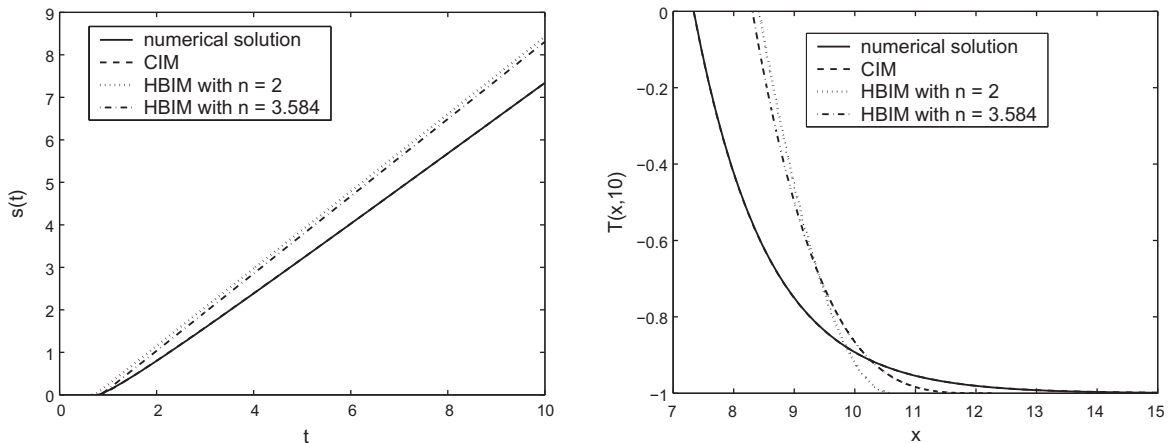 9
8
7
6
5
4
3
2
1
0
s(t)
0 2 4 6 8 10
t
numerical solution
CIM
HBIM with n = 2
HBIM with n = 3.584
0
−0.2
−0.4
−0.6
−0.8
−1
T(x,10)
7 8 9 10 11 12 13 14 15
x
numerical solution
CIM
HBIM with n = 2
HBIM with n = 3.584